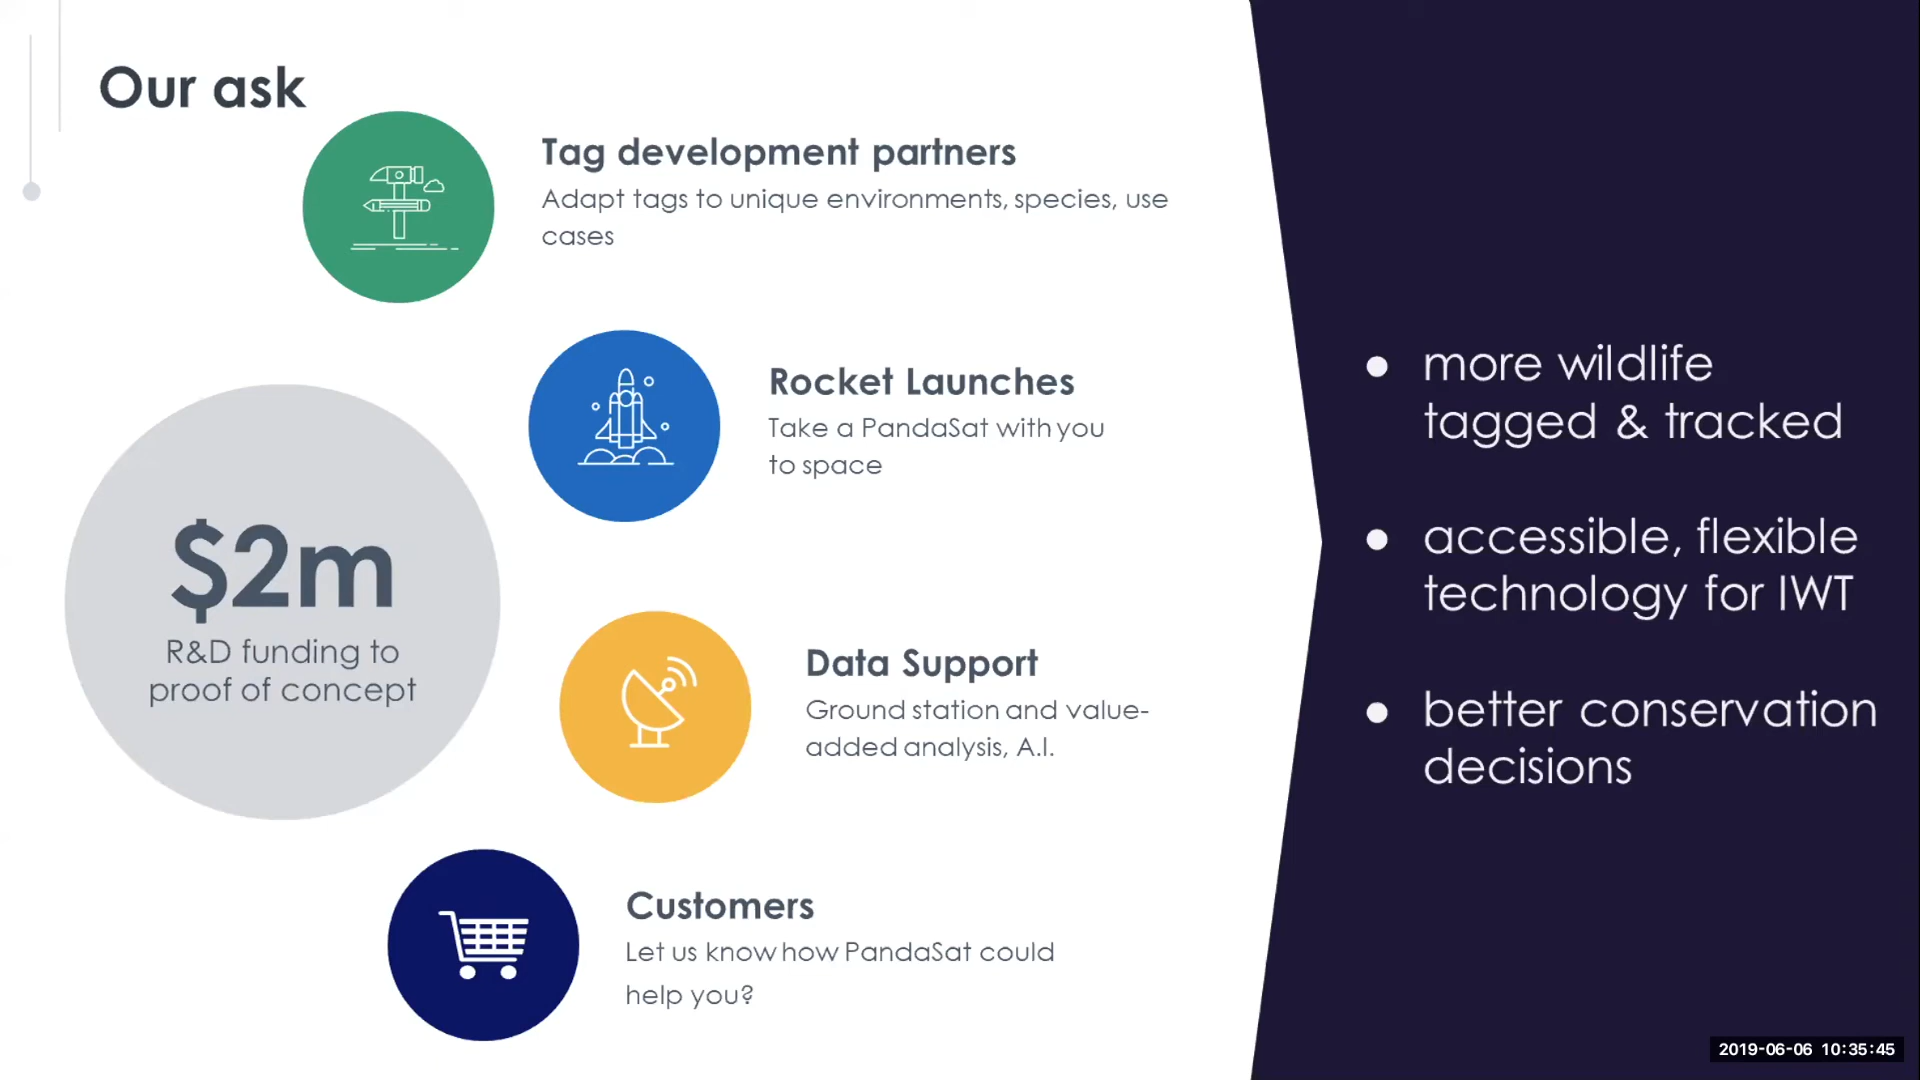 Our ask
Tag development partners
Adapt tags to unique environments, species, use
cases
Rocket Launches
Take a PandaSat with you
to space
$2m
R&D funding to
proof of concept
Data Support
Ground station and value-
added analysis, A.I.
Customers
Let us know how PandaSat could
help you?
● more wildlife
tagged & tracked
● accessible, flexible
technology for IWT
● better conservation
decisions
2019-06-06 10:35:45